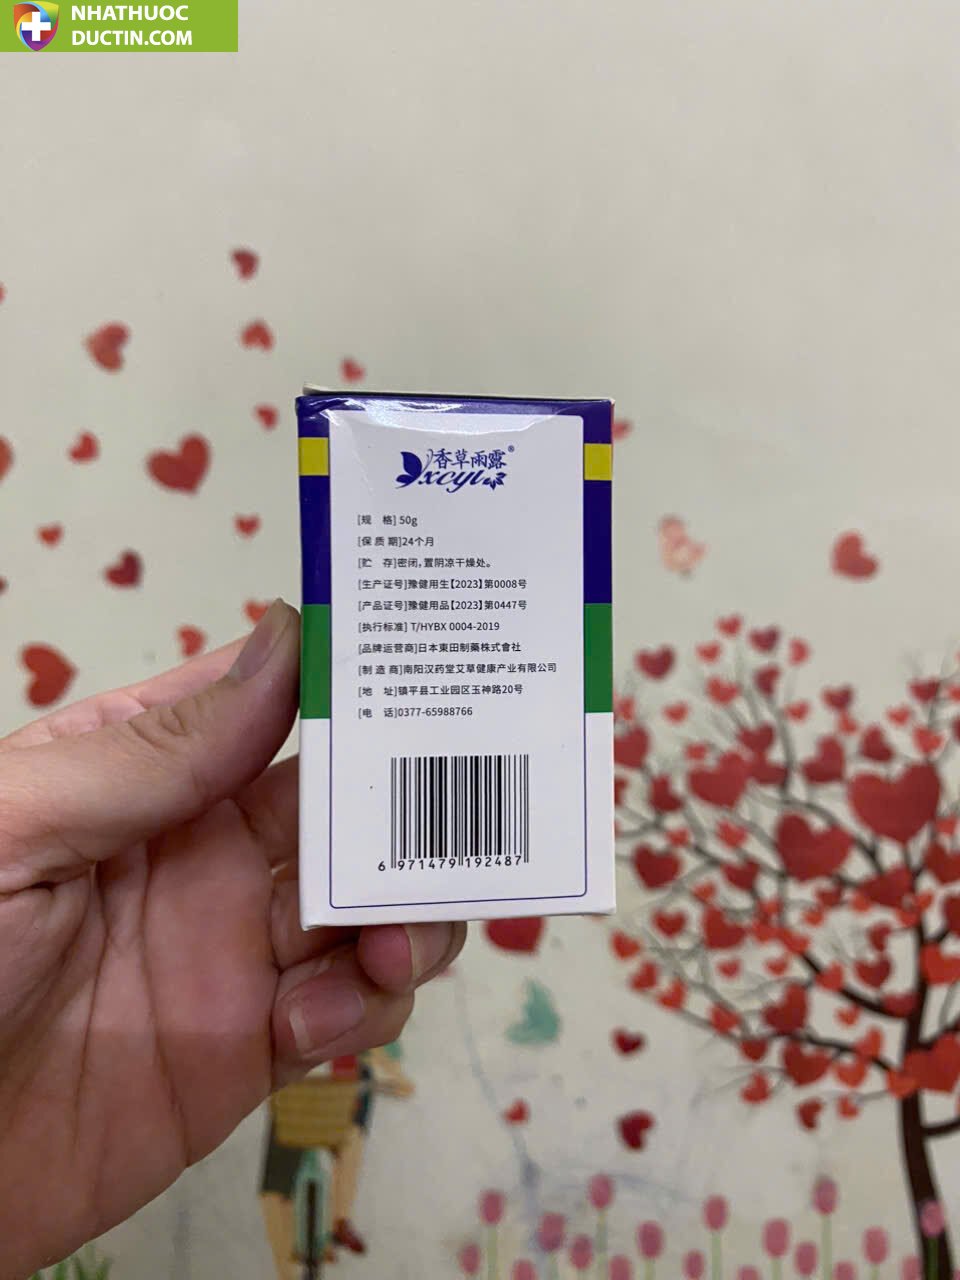 NHATHUOC
DUCTIN.COM
香草雨露®
xcyl
[规 格] 50g
[保 质 期]24个月
[贮 存]密闭，置阴凉干燥处。
[生产证号]豫健用生【2023】第0008号
[产品证号]豫健用品【2023】第0447号
[执行标准] T/HYBX 0004-2019
[品牌运营商]日本東田制薬株式會社
[制 造 商]南阳汉药堂艾草健康产业有限公司
[地 址]镇平县工业园区玉神路20号
[电 话]0377-65988766
6 971479 192487